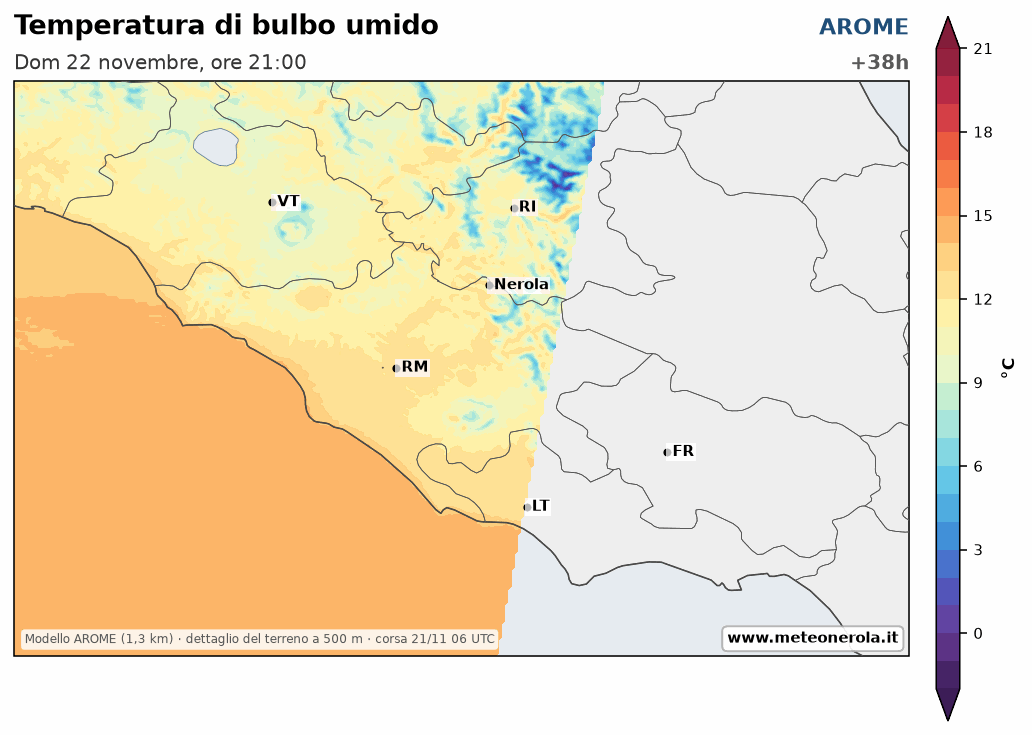 Temperatura di bulbo umido
AROME
Dom 22 novembre, ore 21:00
+38h
VT
RI
Nerola
RM
FR
LT
Modello AROME (1,3 km) · dettaglio del terreno a 500 m · corsa 21/11 06 UTC
www.meteonerola.it
21
18
15
12
9
6
3
0
°C